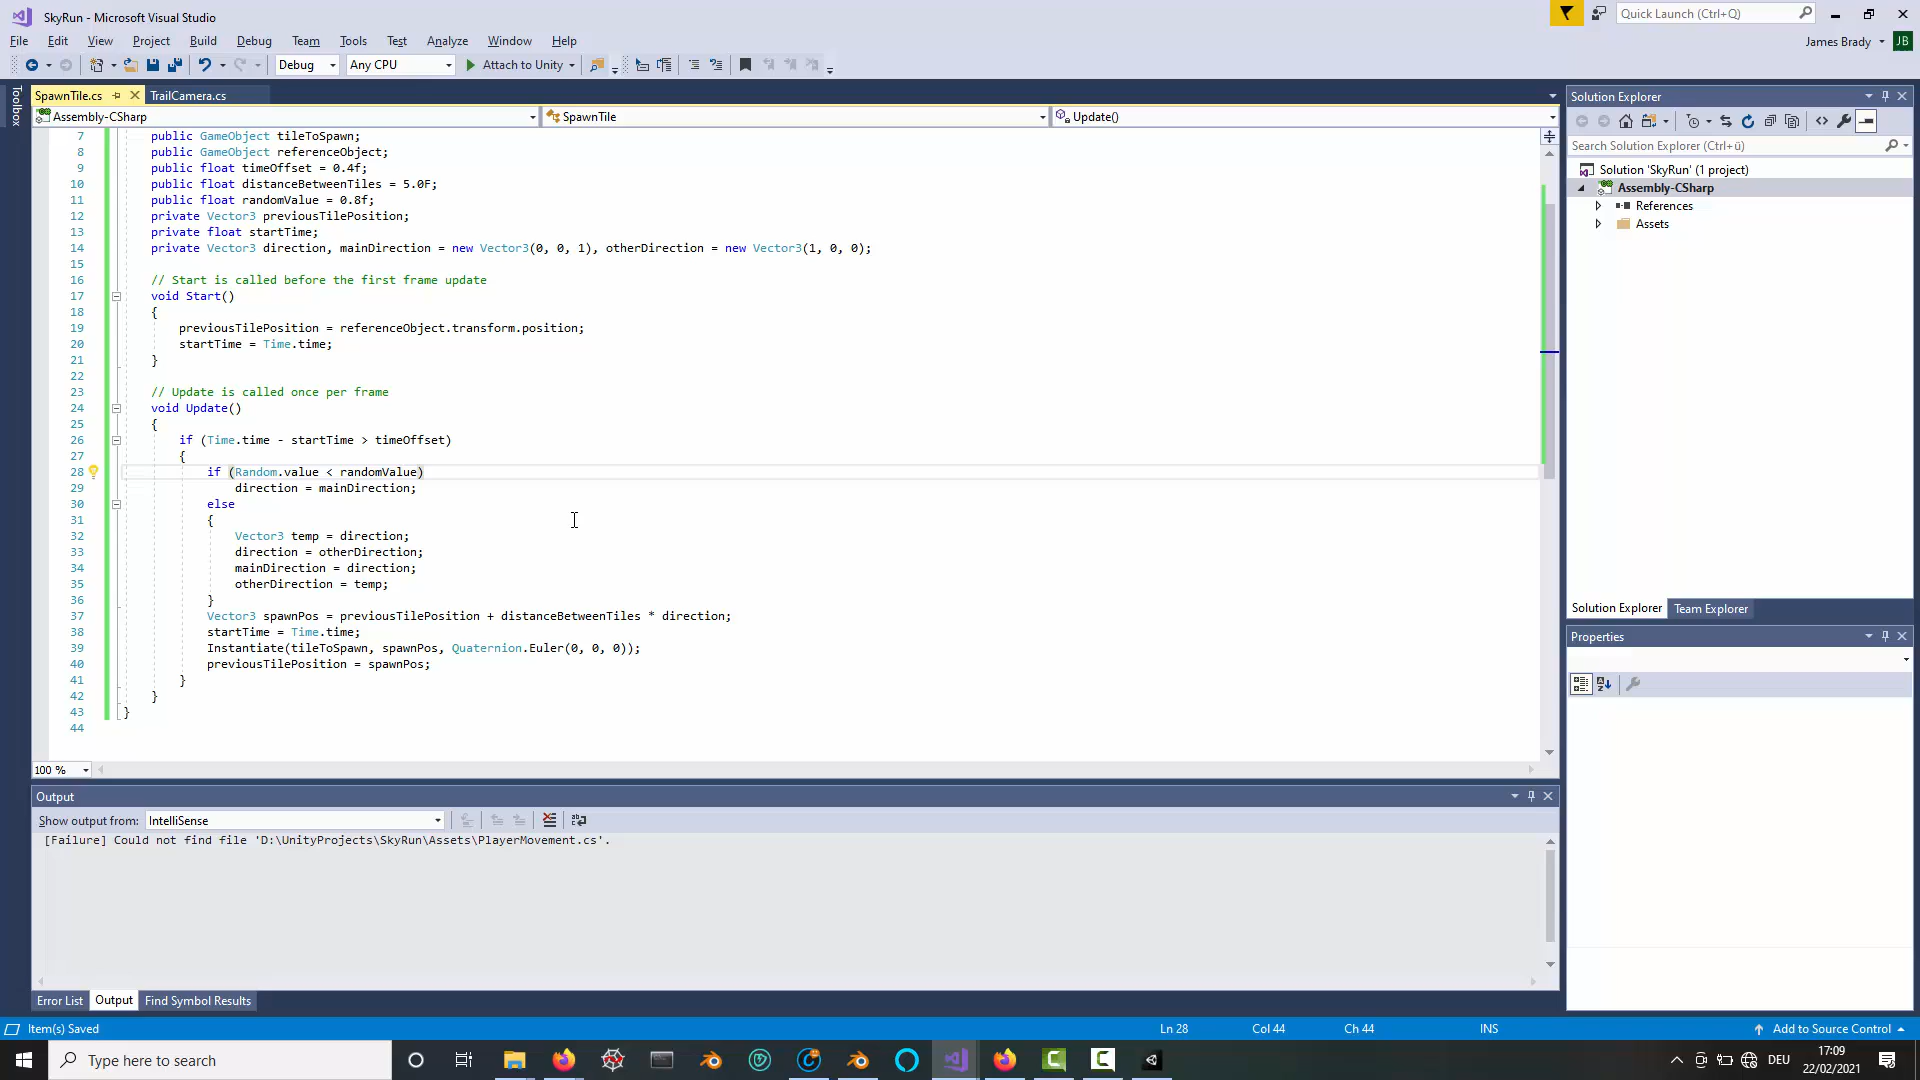 SkyRun - Microsoft Visual Studio
Quick Launch (Ctrl+Q)
File Edit View Project Build Debug Team Tools Test Analyze Window Help
James Brady JB
Debug Any CPU Attach to Unity
Toolbox
SpawnTile.cs TrailCamera.cs
Assembly-CSharp SpawnTile Update()
7 public GameObject tileToSpawn;
8 public GameObject referenceObject;
9 public float timeOffset = 0.4f;
10 public float distanceBetweenTiles = 5.0F;
11 public float randomValue = 0.8f;
12 private Vector3 previousTilePosition;
13 private float startTime;
14 private Vector3 direction, mainDirection = new Vector3(0, 0, 1), otherDirection = new Vector3(1, 0, 0);
15
16 // Start is called before the first frame update
17 void Start()
18 {
19 previousTilePosition = referenceObject.transform.position;
20 startTime = Time.time;
21 }
22
23 // Update is called once per frame
24 void Update()
25 {
26 if (Time.time - startTime > timeOffset)
27 {
28 if (Random.value < randomValue)
29 direction = mainDirection;
30 else
31 {
32 Vector3 temp = direction;
33 direction = otherDirection;
34 mainDirection = direction;
35 otherDirection = temp;
36 }
37 Vector3 spawnPos = previousTilePosition + distanceBetweenTiles * direction;
38 startTime = Time.time;
39 Instantiate(tileToSpawn, spawnPos, Quaternion.Euler(0, 0, 0));
40 previousTilePosition = spawnPos;
41 }
42 }
43 }
44
100 %
Output
Show output from: IntelliSense
[Failure] Could not find file 'D:\UnityProjects\SkyRun\Assets\PlayerMovement.cs'.
Error List Output Find Symbol Results
Solution Explorer
Search Solution Explorer (Ctrl+ü)
Solution 'SkyRun' (1 project)
Assembly-CSharp
References
Assets
Solution Explorer Team Explorer
Properties
Item(s) Saved Ln 28 Col 44 Ch 44 INS Add to Source Control
Type here to search
DEU
17:09
22/02/2021